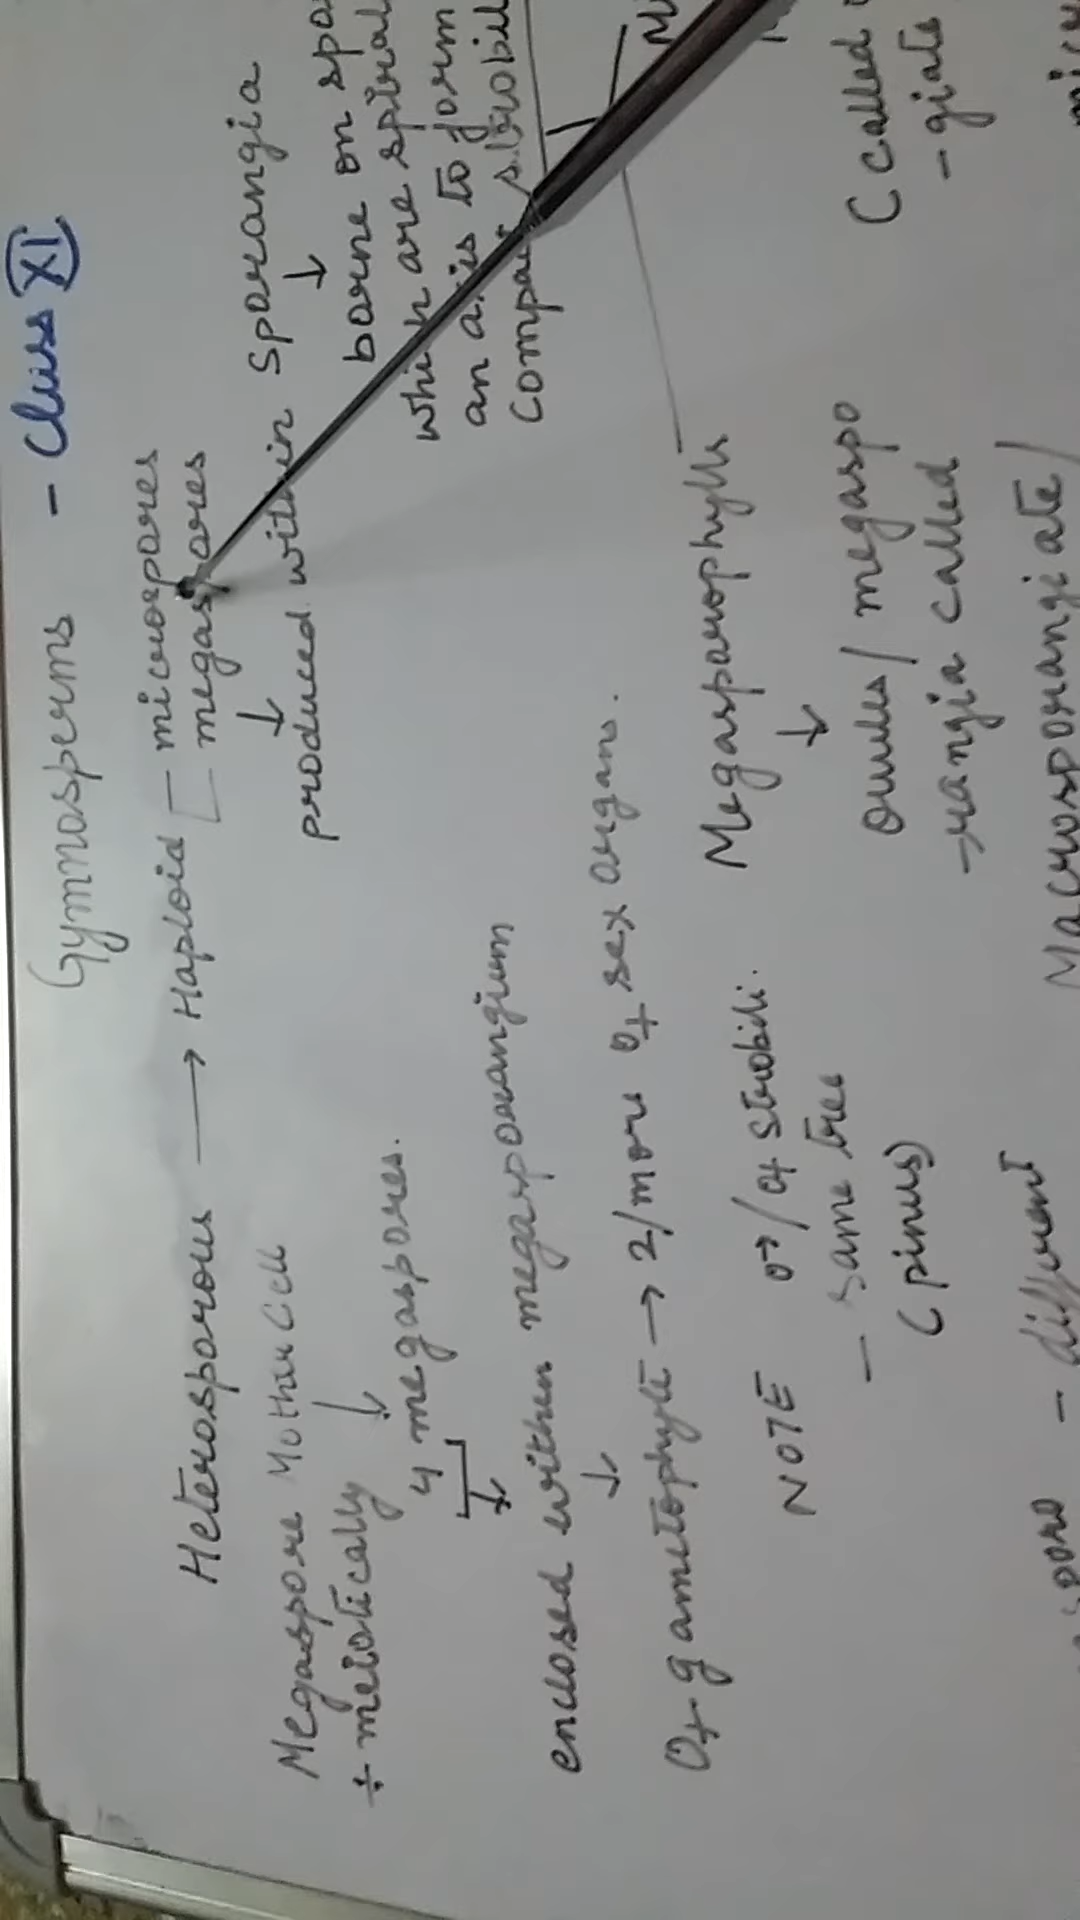 Gymnosperms - Class XI
Heterosporous → Haploid - microspores
megaspores
↓
produced within sporangia
↓
borne on spo
which are spiral
an axis to form
compact strobili
Megaspore Mother Cell
÷ meiotically ↓
4 megaspores.
↓
enclosed within megasporangium
↓
♀ gametophyte → 2/more ♀ sex organs.
NOTE ♂/♀ strobili.
- same tree
(pinus)
- different
Megasporophylls
↓
ovules/megaspo
-rangia called
Macrosporangiate/
(called
-giate